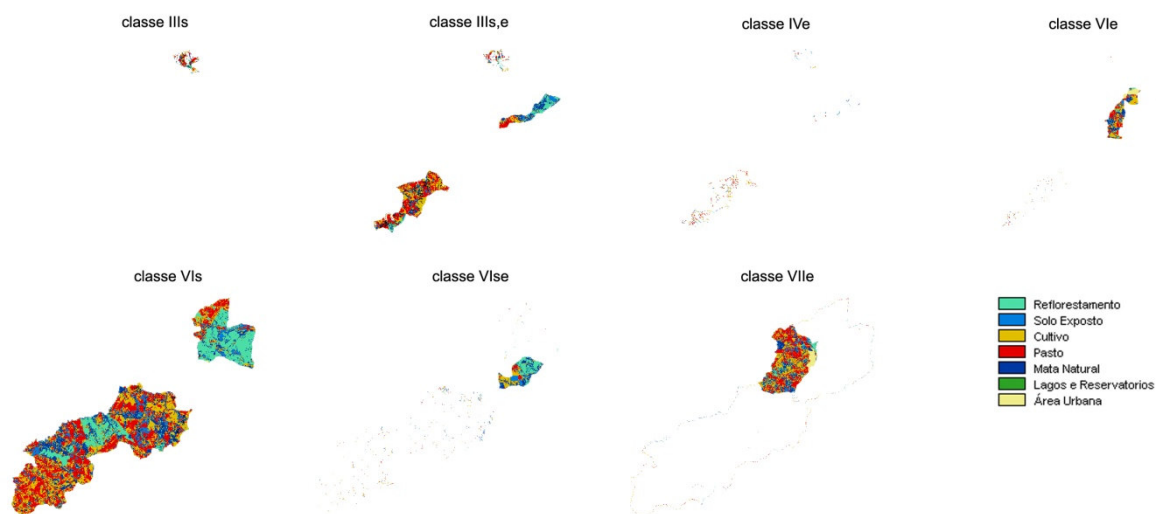 classe IIIs
classe IIIs,e
classe IVe
classe VIe
classe VIs
classe VIse
classe VIIe
Reflorestamento
Solo Exposto
Cultivo
Pasto
Mata Natural
Lagos e Reservatorios
Área Urbana